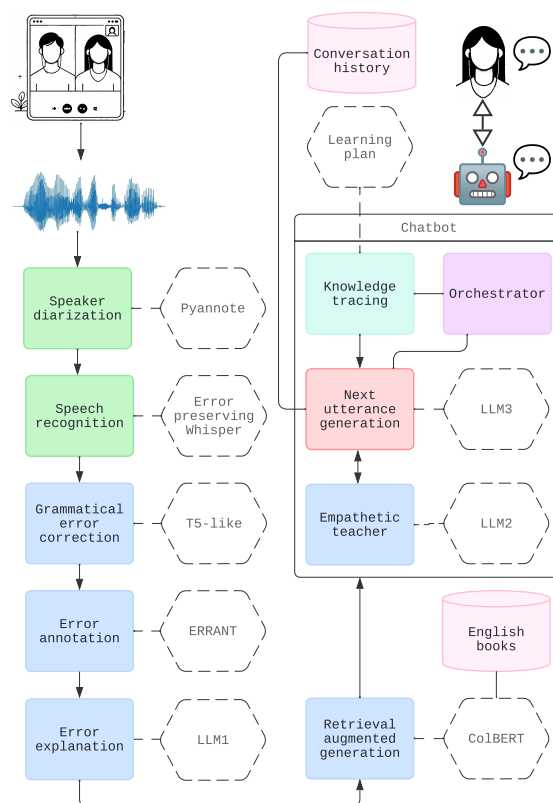 Speaker
diarization
Pyannote
Speech
recognition
Error
preserving
Whisper
Grammatical
error
correction
T5-like
Error
annotation
ERRANT
Error
explanation
LLM1
Conversation
history
Learning
plan
Chatbot
Knowledge
tracing
Orchestrator
Next
utterance
generation
LLM3
Empathetic
teacher
LLM2
English
books
Retrieval
augmented
generation
ColBERT